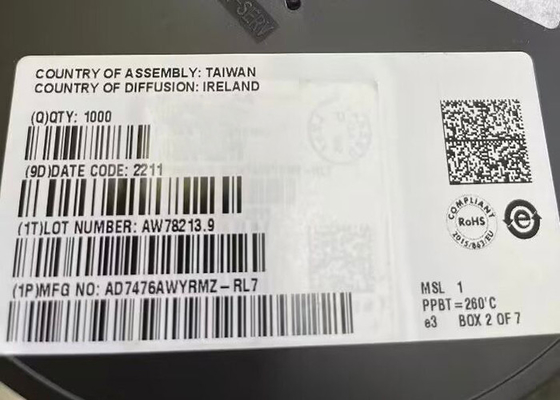 COUNTRY OF ASSEMBLY: TAIWAN
COUNTRY OF DIFFUSION: IRELAND
(Q)QTY: 1000
(9D)DATE CODE: 2211
(1T)LOT NUMBER: AW78213.9
(1P)MFG NO: AD7476AWYRMZ-RL7
COMPLIANT
RoHS
2015/863/EU
e
MSL 1
PPBT=260'C
e3 BOX 2 OF 7